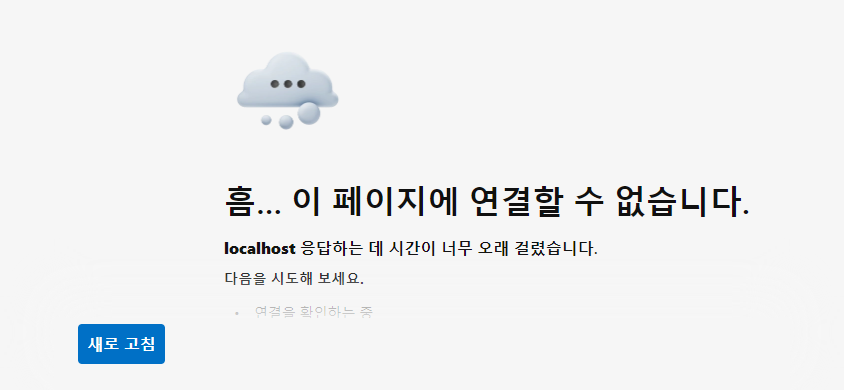 흠... 이 페이지에 연결할 수 없습니다.
localhost 응답하는 데 시간이 너무 오래 걸렸습니다.
다음을 시도해 보세요.
• 연결을 확인하는 중
새로 고침